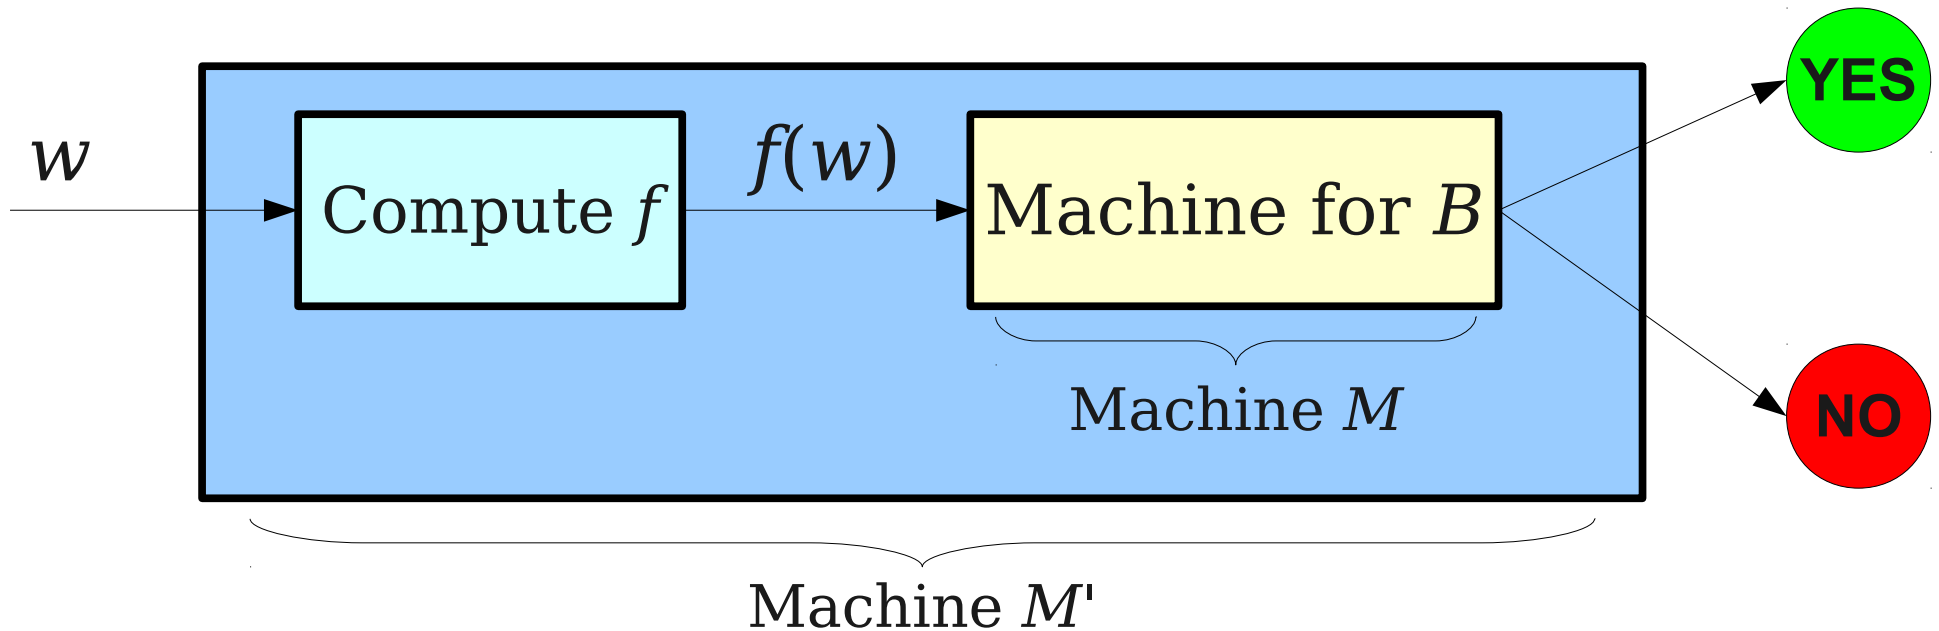 w
Compute f
f(w)
Machine for B
YES
NO
Machine M
Machine M'